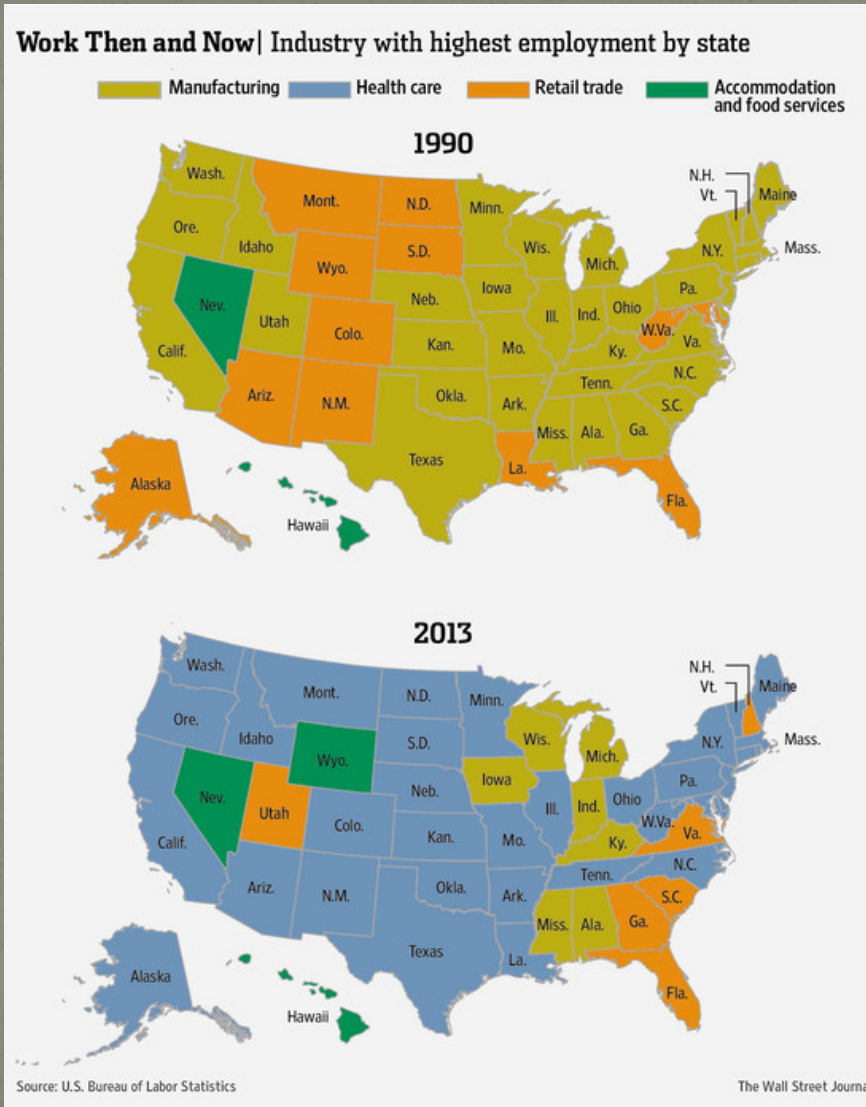 Work Then and Now| Industry with highest employment by state
Manufacturing
Health care
Retail trade
Accommodation
and food services
1990
Wash.
Mont.
N.D.
Minn.
N.H.
Vt.
Maine
Ore.
Idaho
S.D.
Wis.
Mich.
N.Y.
Mass.
Wyo.
Nev.
Utah
Colo.
Neb.
Iowa
Ill.
Ind.
Ohio
Pa.
W.Va.
Va.
Calif.
Kan.
Mo.
Ky.
N.C.
Tenn.
Ariz.
N.M.
Okla.
Ark.
S.C.
Miss.
Ala.
Ga.
Texas
La.
Alaska
Fla.
Hawaii
2013
Wash.
Mont.
N.D.
Minn.
N.H.
Vt.
Maine
Ore.
Idaho
S.D.
Wis.
Mich.
N.Y.
Mass.
Wyo.
Nev.
Utah
Colo.
Neb.
Iowa
Ill.
Ind.
Ohio
Pa.
W.Va.
Va.
Calif.
Kan.
Mo.
Ky.
N.C.
Tenn.
Ariz.
N.M.
Okla.
Ark.
S.C.
Miss.
Ala.
Ga.
Texas
La.
Alaska
Fla.
Hawaii
Source: U.S. Bureau of Labor Statistics
The Wall Street Journa